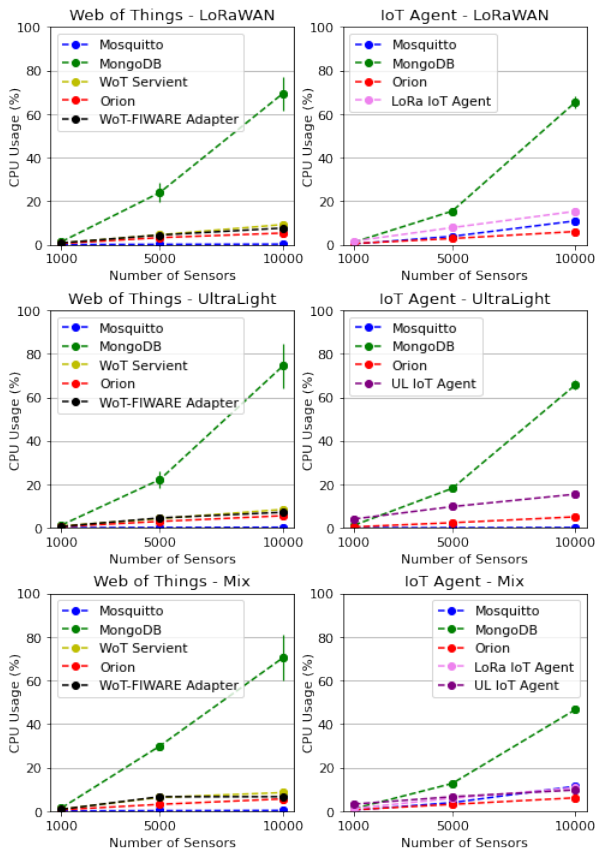 Web of Things - LoRaWAN
CPU Usage (%)
100
80
60
40
20
0
Mosquitto
MongoDB
WoT Servient
Orion
WoT-FIWARE Adapter
1000 5000 10000
Number of Sensors
IoT Agent - LoRaWAN
CPU Usage (%)
100
80
60
40
20
0
Mosquitto
MongoDB
Orion
LoRa IoT Agent
1000 5000 10000
Number of Sensors
Web of Things - UltraLight
CPU Usage (%)
100
80
60
40
20
0
Mosquitto
MongoDB
WoT Servient
Orion
WoT-FIWARE Adapter
1000 5000 10000
Number of Sensors
IoT Agent - UltraLight
CPU Usage (%)
100
80
60
40
20
0
Mosquitto
MongoDB
Orion
UL IoT Agent
1000 5000 10000
Number of Sensors
Web of Things - Mix
CPU Usage (%)
100
80
60
40
20
0
Mosquitto
MongoDB
WoT Servient
Orion
WoT-FIWARE Adapter
1000 5000 10000
Number of Sensors
IoT Agent - Mix
CPU Usage (%)
100
80
60
40
20
0
Mosquitto
MongoDB
Orion
LoRa IoT Agent
UL IoT Agent
1000 5000 10000
Number of Sensors